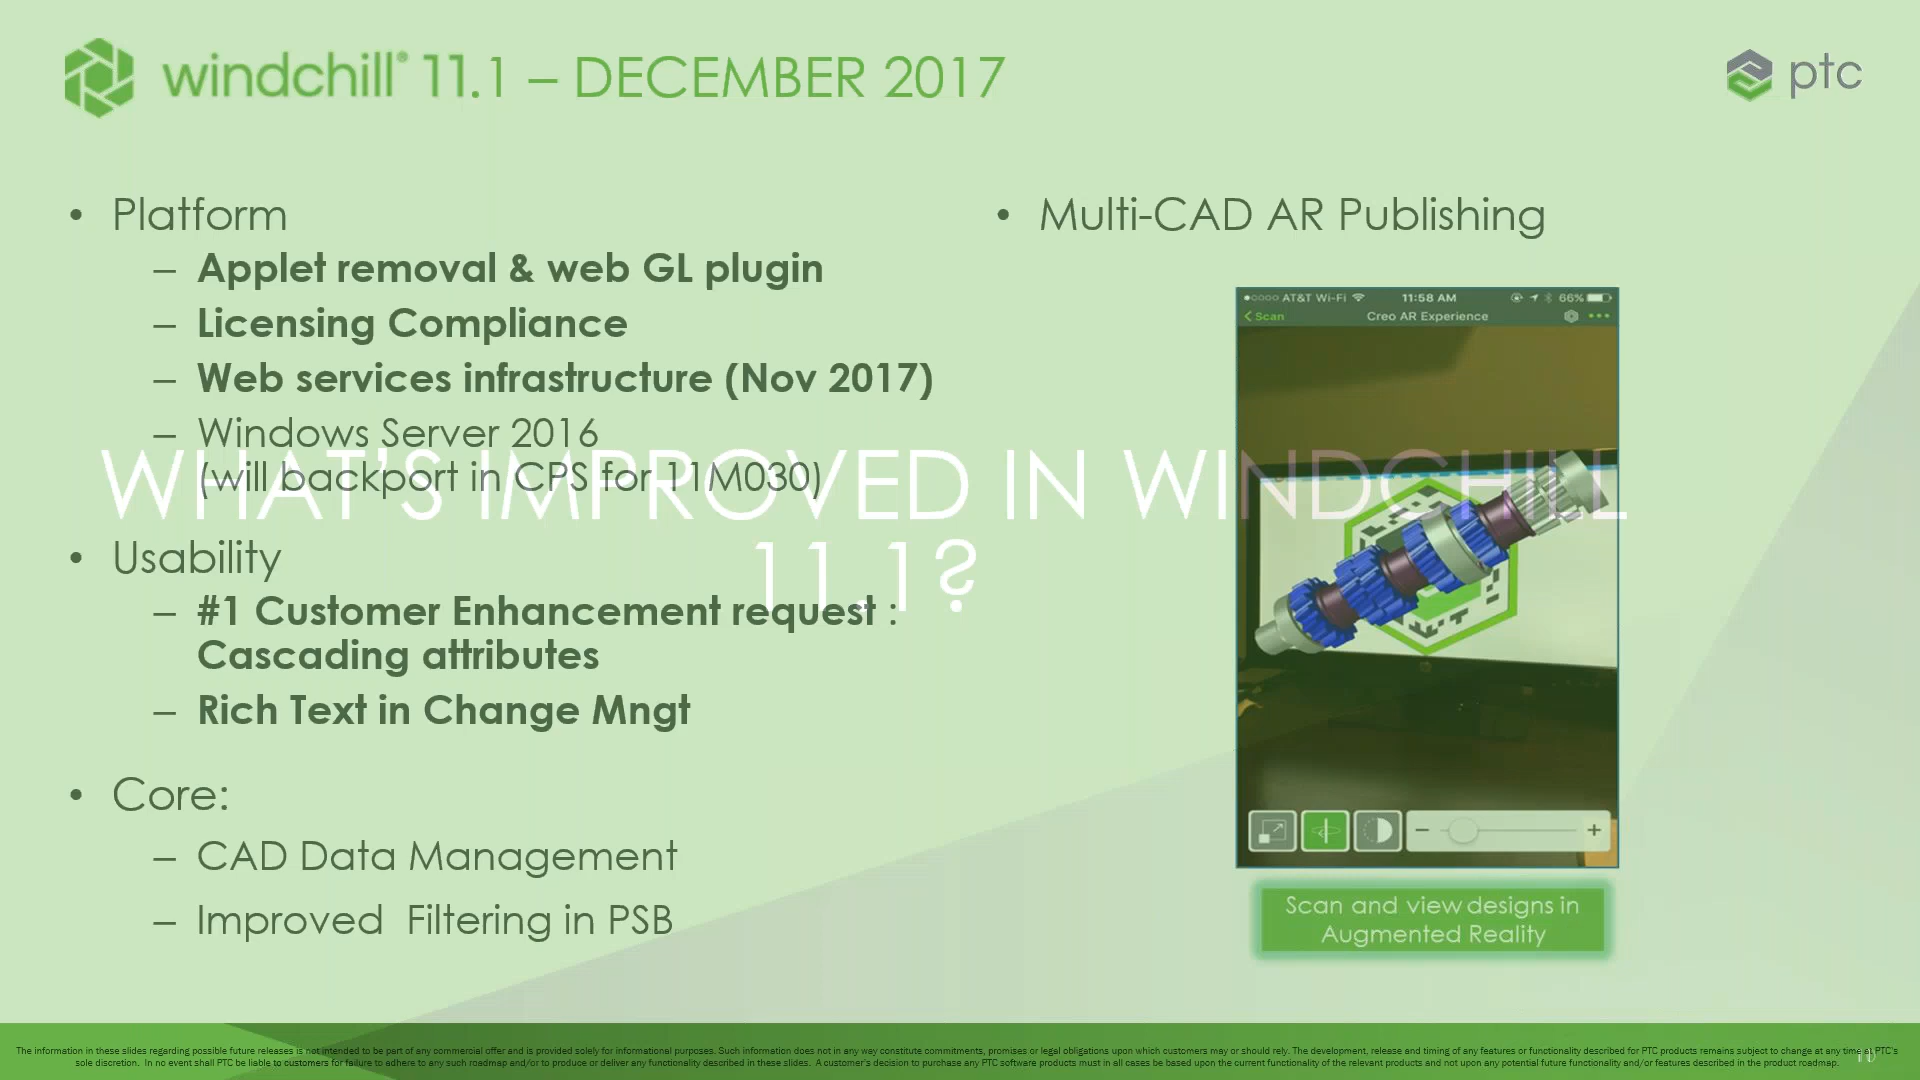 windchill® 11.1 – DECEMBER 2017
ptc
• Platform
– Applet removal & web GL plugin
– Licensing Compliance
– Web services infrastructure (Nov 2017)
– Windows Server 2016
(will backport in CPS for 11M030)
• Usability
– #1 Customer Enhancement request :
Cascading attributes
– Rich Text in Change Mngt
• Core:
– CAD Data Management
– Improved Filtering in PSB
WHAT'S IMPROVED IN WINDCHILL
11.1?
• Multi-CAD AR Publishing
AT&T Wi-Fi 11:58 AM 66%
Scan Creo AR Experience
Scan and view designs in
Augmented Reality
The information in these slides regarding possible future releases is not intended to be part of any commercial offer and is provided solely for informational purposes. Such information does not in any way constitute commitments, promises or legal obligations upon which customers may or should rely. The development, release and timing of any features or functionality described for PTC products remains subject to change at any time at PTC's
sole discretion. In no event shall PTC be liable to customers for failure to adhere to any such roadmap and/or to produce or deliver any functionality described in these slides. A customer's decision to purchase any PTC software products must in all cases be based upon the current functionality of the relevant products and not upon any potential future functionality and/or features described in the product roadmap.